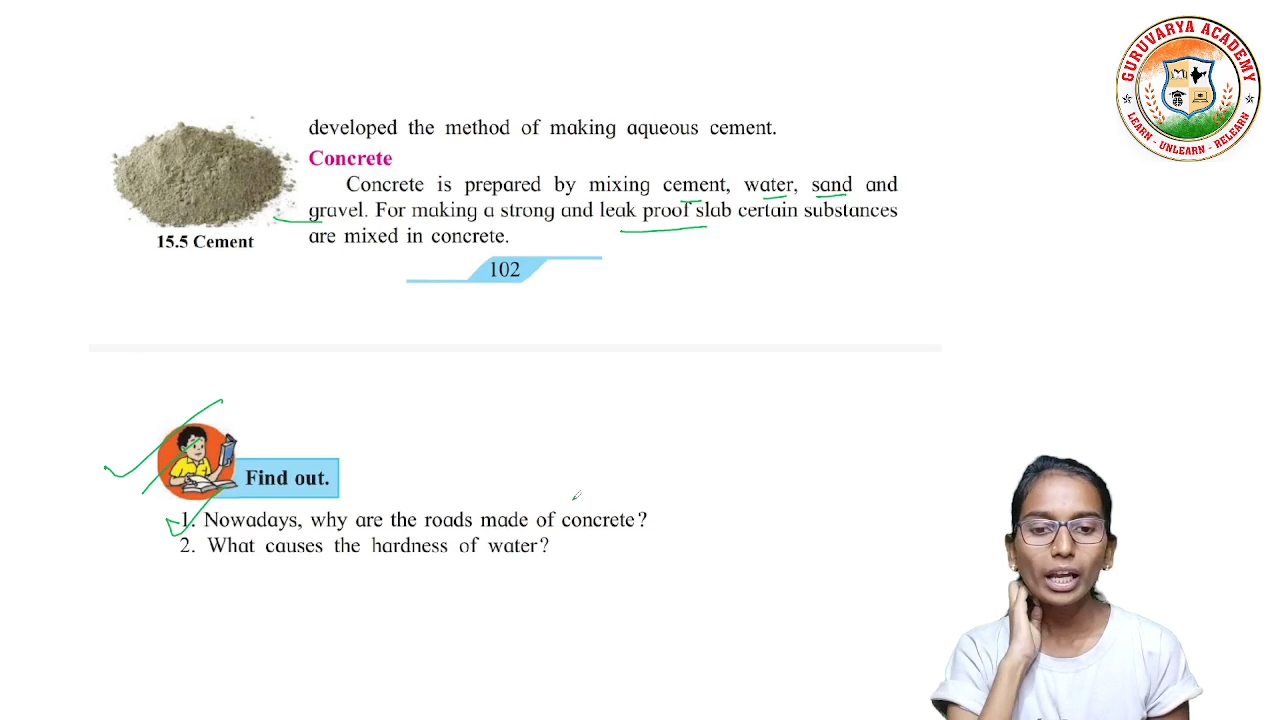 GURUVARYA ACADEMY
LEARN - UNLEARN - RELEARN
developed the method of making aqueous cement.
Concrete
Concrete is prepared by mixing cement, water, sand and
gravel. For making a strong and leak proof slab certain substances
are mixed in concrete.
15.5 Cement
102
Find out.
1. Nowadays, why are the roads made of concrete?
2. What causes the hardness of water?